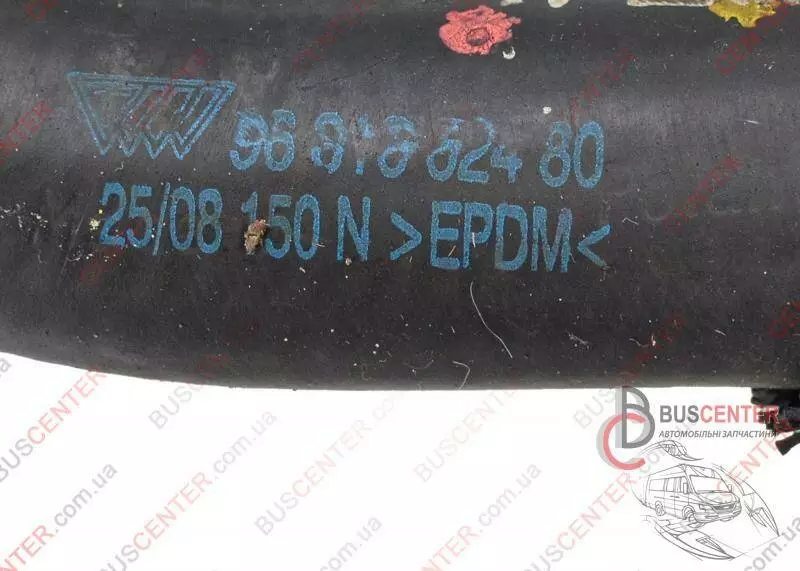 96 818 824 80
25/08 150 N >EPDM<
BUSCENTER
АВТОМОБІЛЬНІ ЗАПЧАСТИНИ
BUSCENTER.com.ua